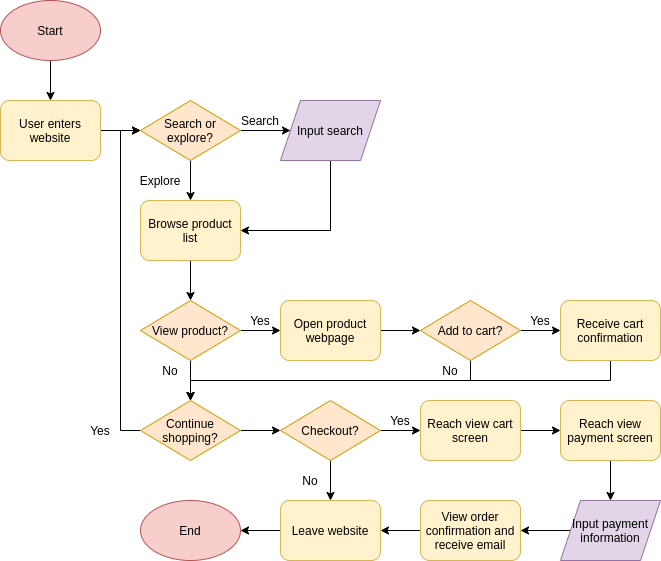 Start
User enters
website
Search or
explore?
Search
Input search
Explore
Browse product
list
View product?
Yes
Open product
webpage
Add to cart?
Yes
Receive cart
confirmation
No
No
Yes
Continue
shopping?
Checkout?
Yes
Reach view cart
screen
Reach view
payment screen
No
End
Leave website
View order
confirmation and
receive email
Input payment
information